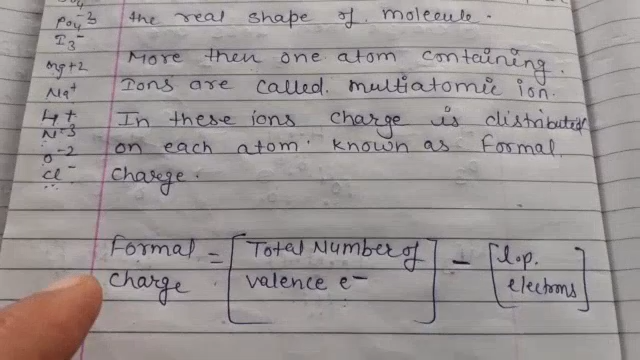 PO4-3 the real shape of molecule.
I3-
Mg+2 More then one atom containing.
Na+ Ions are called multiatomic ion.
In these ions charge is distributed
N-3
O-2 on each atom known as Formal
Cl- Charge.
Formal Charge = [Total Number of valence e-] - [l.p. electrons]